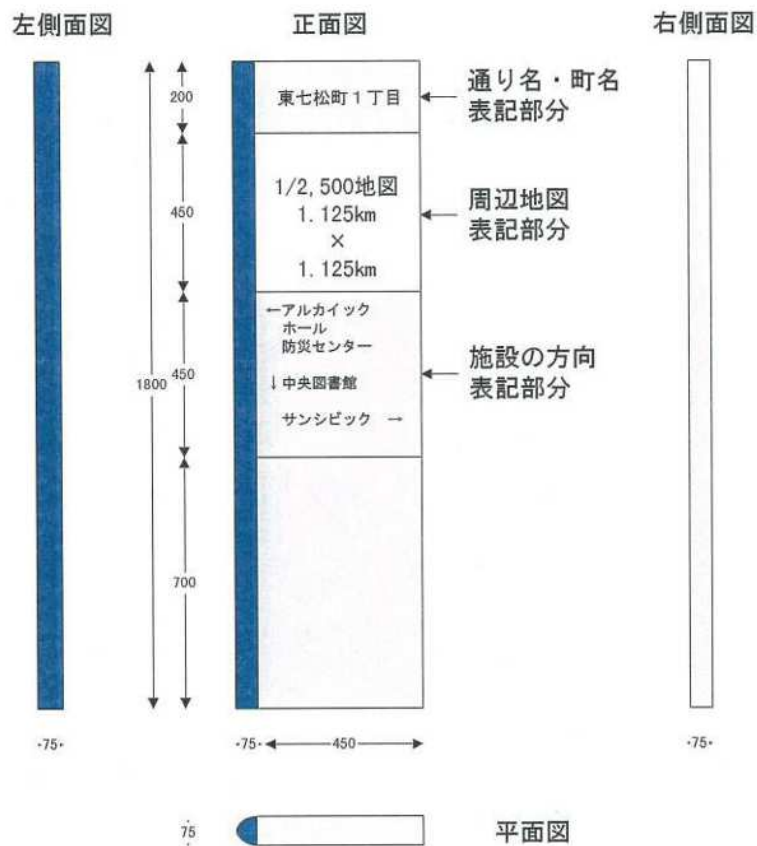 左側面図
正面図
右側面図
200
450
1800
450
700
東七松町1丁目
1/2,500地図
1.125km
×
1.125km
←アルカイック
ホール
防災センター
↓中央図書館
サンシビック →
通り名・町名
表記部分
周辺地図
表記部分
施設の方向
表記部分
75
75
450
75
75
平面図